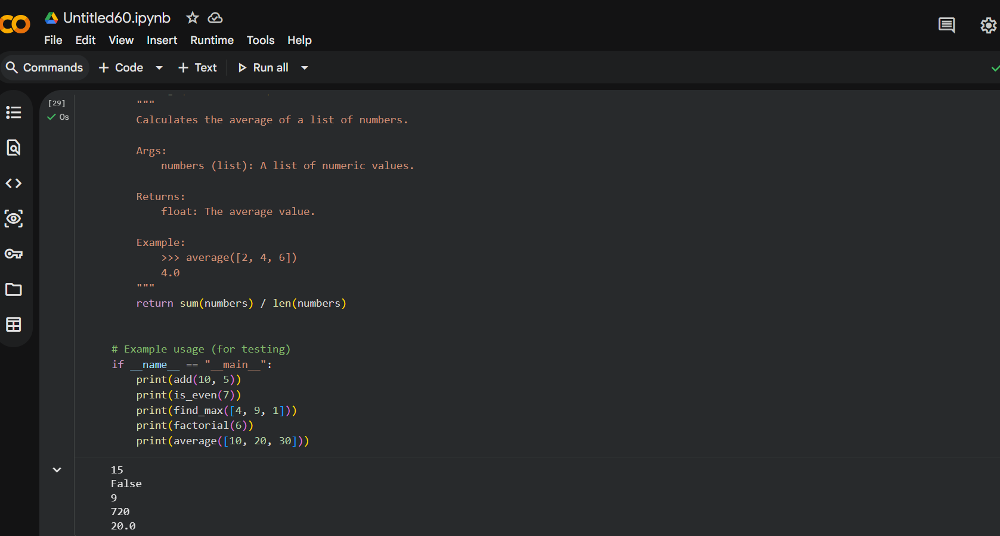 Untitled60.ipynb
File Edit View Insert Runtime Tools Help
Commands + Code + Text Run all
[29]
0s
"""
Calculates the average of a list of numbers.
Args:
numbers (list): A list of numeric values.
Returns:
float: The average value.
Example:
>>> average([2, 4, 6])
4.0
"""
return sum(numbers) / len(numbers)
# Example usage (for testing)
if __name__ == "__main__":
print(add(10, 5))
print(is_even(7))
print(find_max([4, 9, 1]))
print(factorial(6))
print(average([10, 20, 30]))
15
False
9
720
20.0